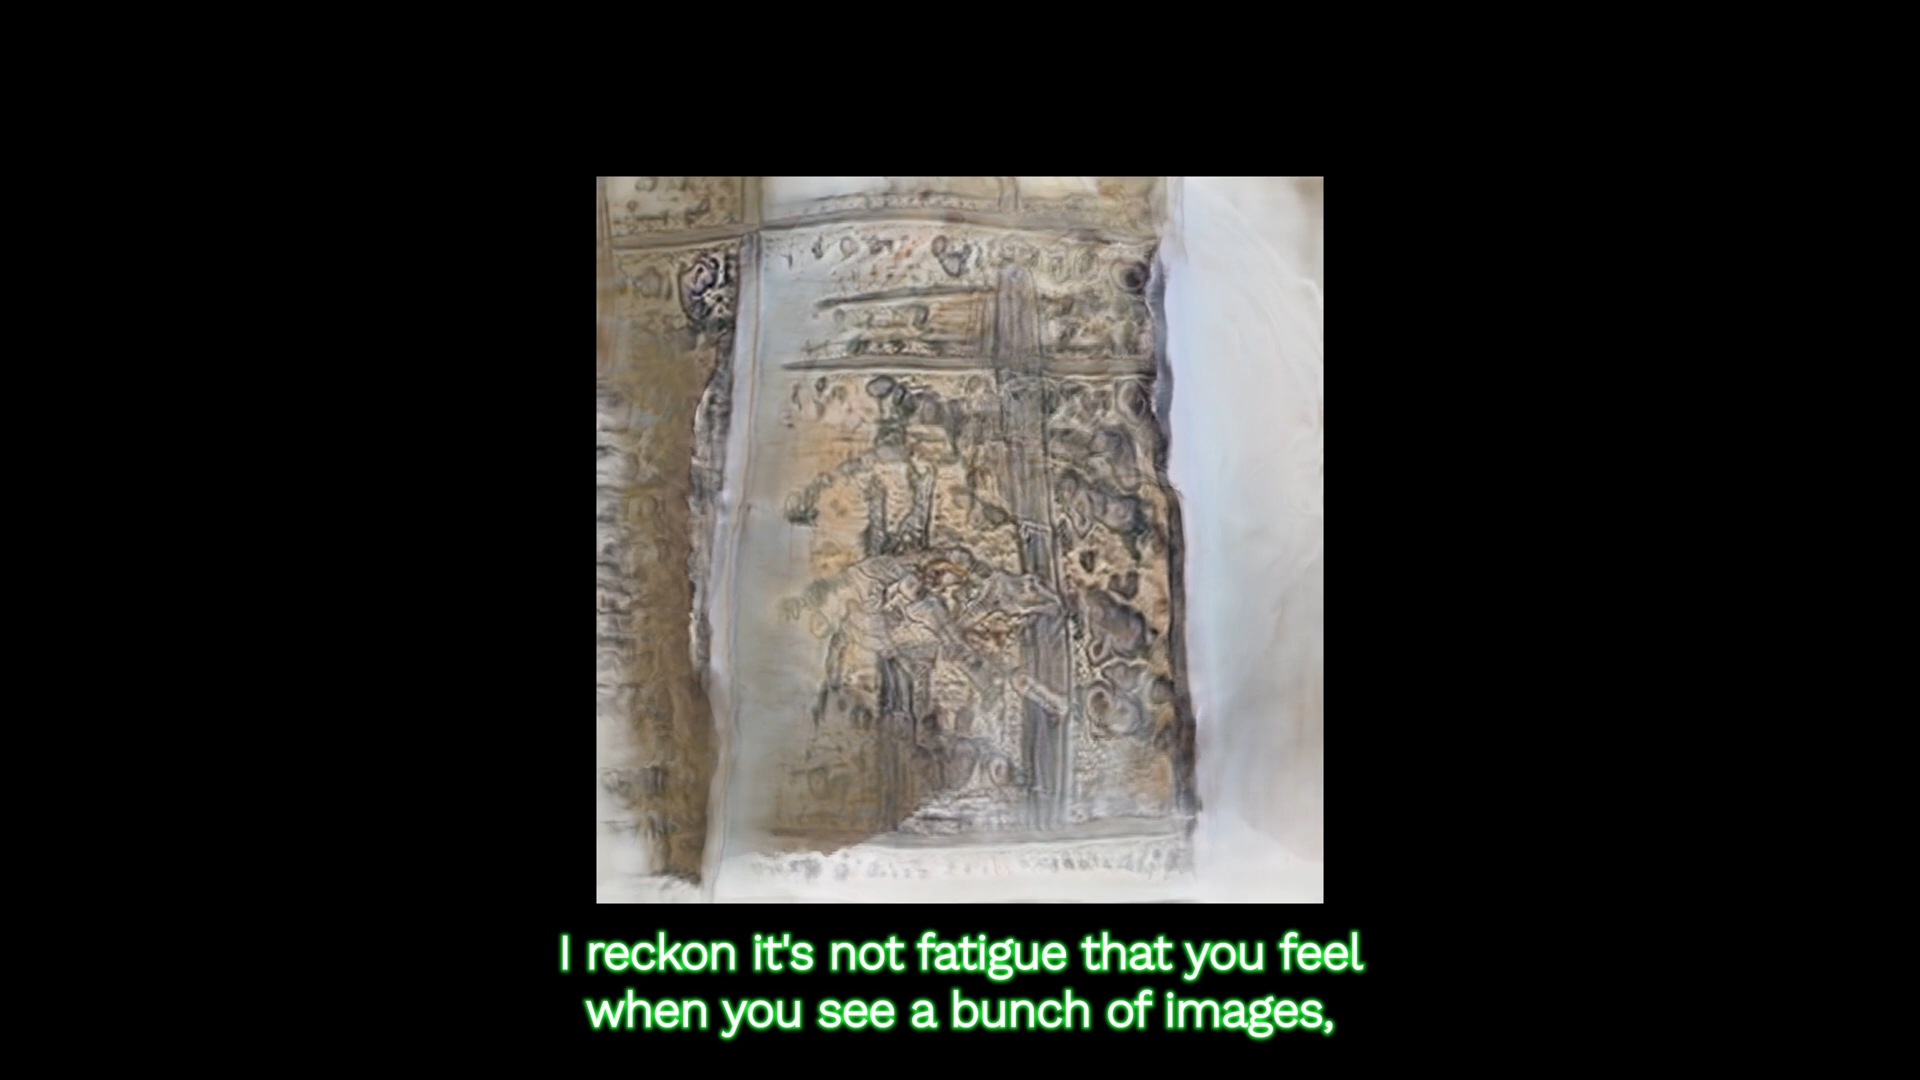 I reckon it's not fatigue that you feel
when you see a bunch of images,